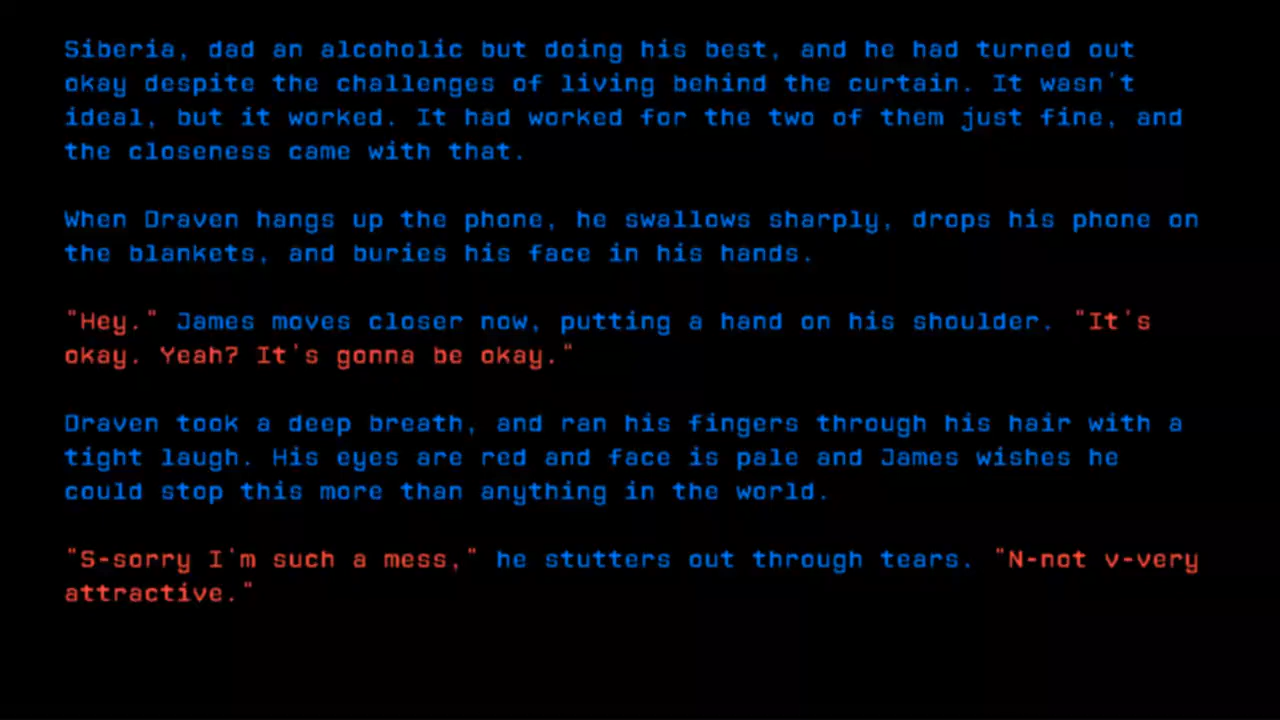 Siberia, dad an alcoholic but doing his best, and he had turned out
okay despite the challenges of living behind the curtain. It wasn't
ideal, but it worked. It had worked for the two of them just fine, and
the closeness came with that.
When Draven hangs up the phone, he swallows sharply, drops his phone on
the blankets, and buries his face in his hands.
"Hey." James moves closer now, putting a hand on his shoulder. "It's
okay. Yeah? It's gonna be okay."
Draven took a deep breath, and ran his fingers through his hair with a
tight laugh. His eyes are red and face is pale and James wishes he
could stop this more than anything in the world.
"S-sorry I'm such a mess," he stutters out through tears. "N-not v-very
attractive."